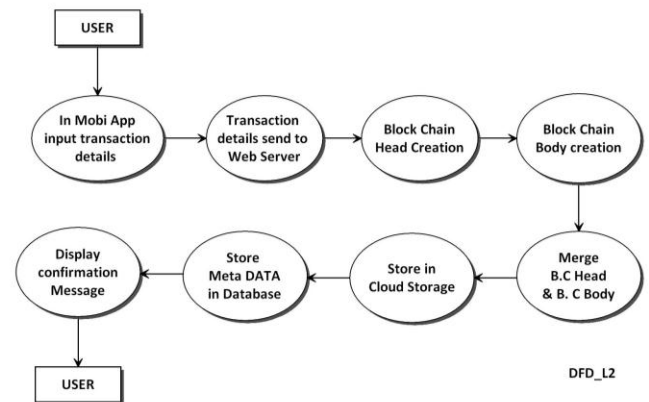 USER
In Mobi App
input transaction
details
Transaction
details send to
Web Server
Block Chain
Head Creation
Block Chain
Body creation
Merge
B.C Head
& B. C Body
Store in
Cloud Storage
Store
Meta DATA
in Database
Display
confirmation
Message
USER
DFD_L2